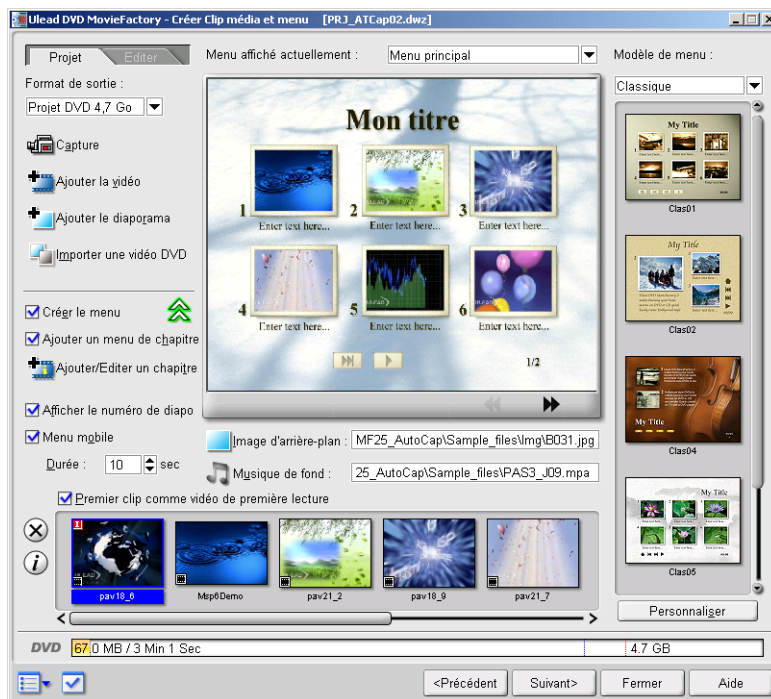 Ulead DVD MovieFactory - Créer Clip média et menu [PRJ_ATCap02.dwz]
Projet
Editer
Menu affiché actuellement :
Menu principal
Modèle de menu :
Format de sortie :
Projet DVD 4,7 Go
Classique
Capture
Ajouter la vidéo
Ajouter le diaporama
Importer une vidéo DVD
Mon titre
1
2
3
Enter text here...
Enter text here...
Enter text here...
4
5
6
Enter text here...
Enter text here...
Enter text here...
1/2
My Title
Clas01
My Title
Clas02
My Title
Clas04
My Title
Clas05
Créer le menu
Ajouter un menu de chapitre
Ajouter/Editer un chapitre
Afficher le numéro de diapo
Menu mobile
Durée : 10 sec
Image d'arrière-plan : MF25_AutoCap\Sample_files\Img\B031.jpg
Musique de fond : 25_AutoCap\Sample_files\PAS3_J09.mpa
Premier clip comme vidéo de première lecture
1
pav18_6
Msp6Demo
pav21_2
pav18_9
pav21_7
Personnaliser
DVD
67,0 MB / 3 Min 1 Sec
4.7 GB
<Précédent
Suivant>
Fermer
Aide